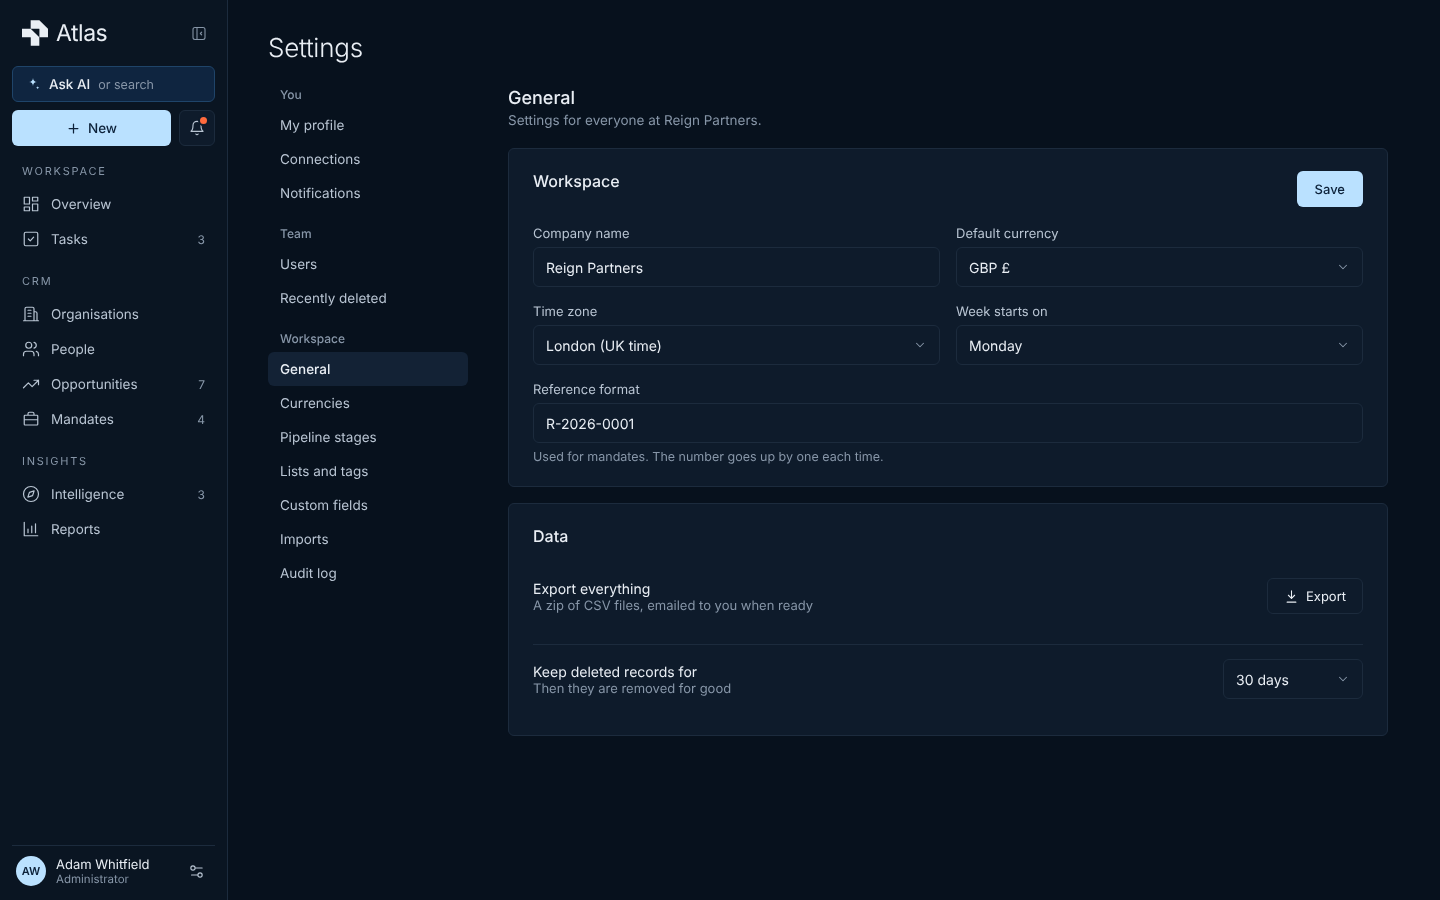 Atlas
Ask AI or search
New
WORKSPACE
Overview
Tasks 3
CRM
Organisations
People
Opportunities 7
Mandates 4
INSIGHTS
Intelligence 3
Reports
AW
Adam Whitfield
Administrator
Settings
You
My profile
Connections
Notifications
Team
Users
Recently deleted
Workspace
General
Currencies
Pipeline stages
Lists and tags
Custom fields
Imports
Audit log
General
Settings for everyone at Reign Partners.
Workspace
Save
Company name
Reign Partners
Default currency
GBP £
Time zone
London (UK time)
Week starts on
Monday
Reference format
R-2026-0001
Used for mandates. The number goes up by one each time.
Data
Export everything
A zip of CSV files, emailed to you when ready
Export
Keep deleted records for
Then they are removed for good
30 days